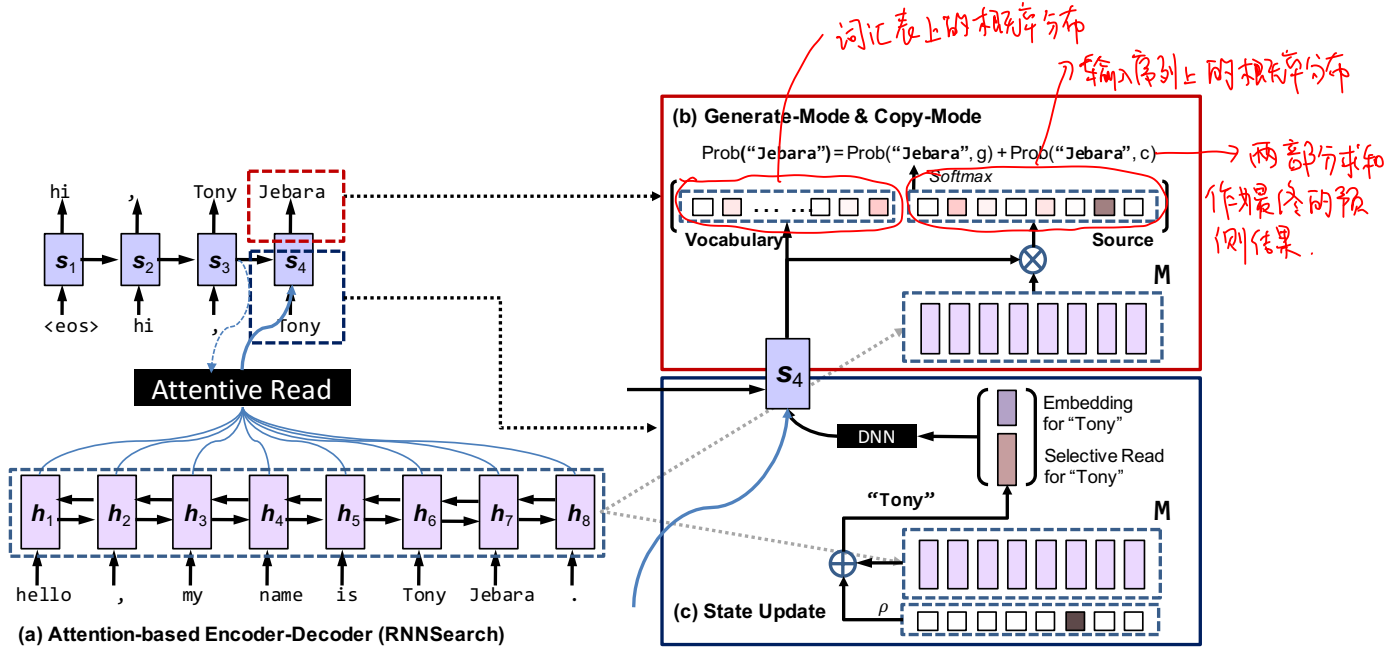 词汇表上的概率分布
输入序列上的概率分布
(b) Generate-Mode & Copy-Mode
Prob(“Jebara”) = Prob(“Jebara”, g) + Prob(“Jebara”, c)
两部分求和
作为最终的预
测结果.
Softmax
Vocabulary
Source
M
hi , Tony Jebara
s1 s2 s3 s4
<eos> hi , Tony
Attentive Read
s4
Embedding
for “Tony”
DNN
Selective Read
for “Tony”
“Tony”
M
h1 h2 h3 h4 h5 h6 h7 h8
hello , my name is Tony Jebara .
ρ
(c) State Update
(a) Attention-based Encoder-Decoder (RNNSearch)